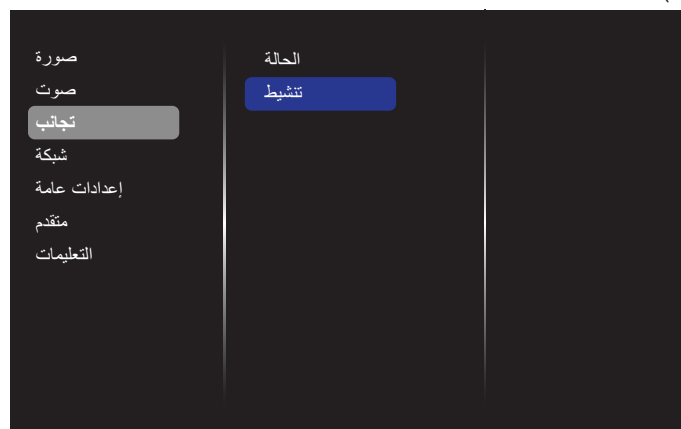 صورة
صوت
تجانب
شبكة
إعدادات عامة
متقدم
التعليمات
الحالة
تنشيط